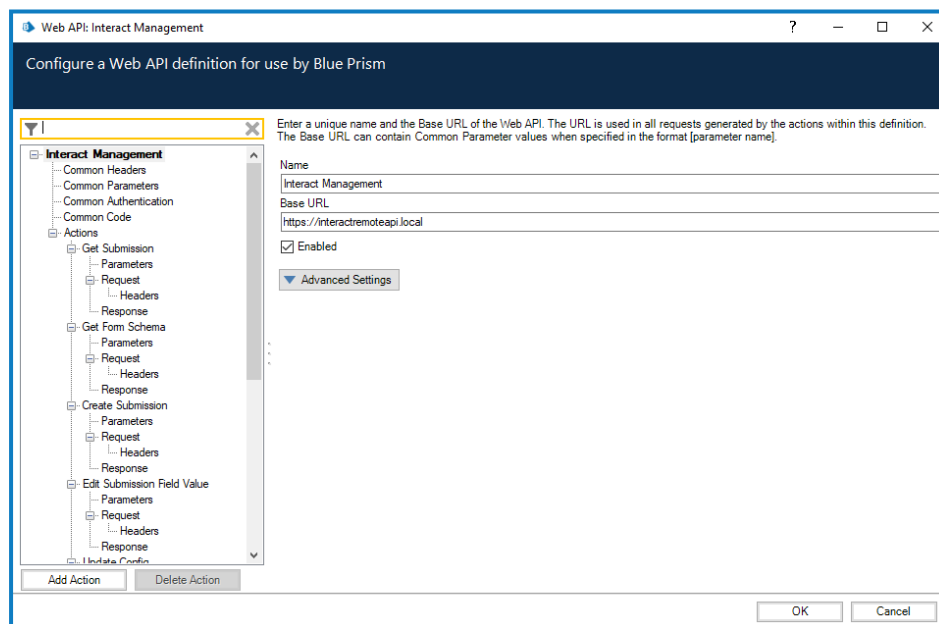 Web API: Interact Management
Configure a Web API definition for use by Blue Prism
Interact Management
Common Headers
Common Parameters
Common Authentication
Common Code
Actions
Get Submission
Parameters
Request
Headers
Response
Get Form Schema
Parameters
Request
Headers
Response
Create Submission
Parameters
Request
Headers
Response
Edit Submission Field Value
Parameters
Request
Headers
Response
Update Config
Add Action
Delete Action
Enter a unique name and the Base URL of the Web API. The URL is used in all requests generated by the actions within this definition.
The Base URL can contain Common Parameter values when specified in the format [parameter name].
Name
Interact Management
Base URL
https://interactremoteapi.local
Enabled
Advanced Settings
OK
Cancel